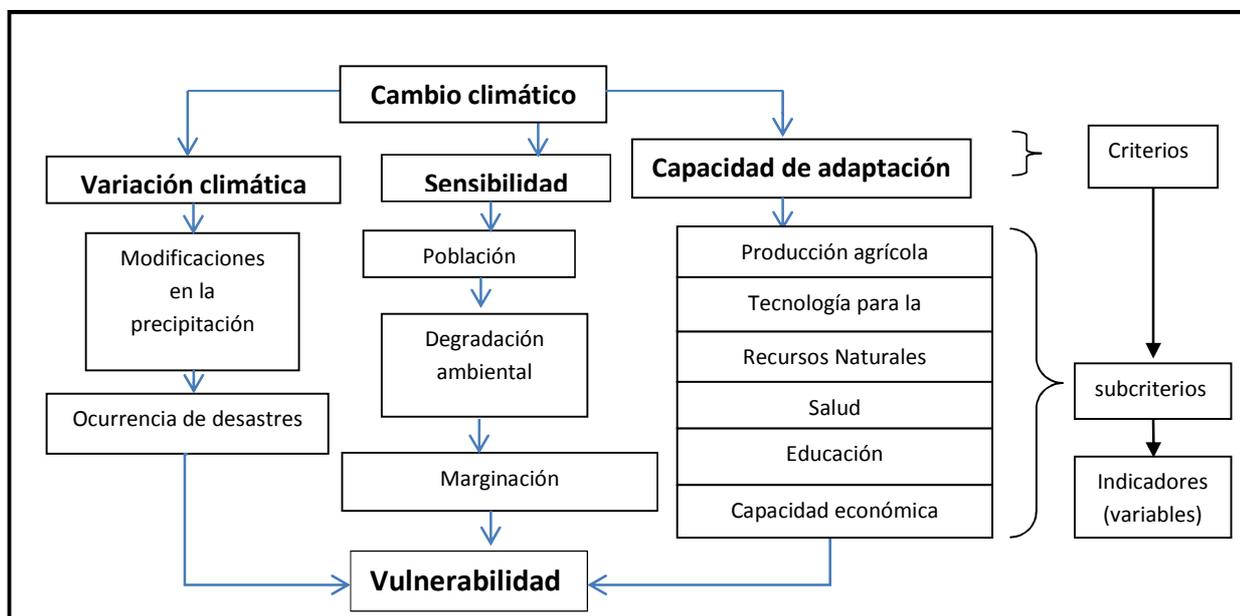 Cambio climático
Variación climática
Sensibilidad
Capacidad de adaptación
Criterios
Modificaciones
en la
precipitación
Ocurrencia de desastres
Población
Degradación
ambiental
Marginación
Producción agrícola
Tecnología para la
Recursos Naturales
Salud
Educación
Capacidad económica
subcriterios
Indicadores
(variables)
Vulnerabilidad